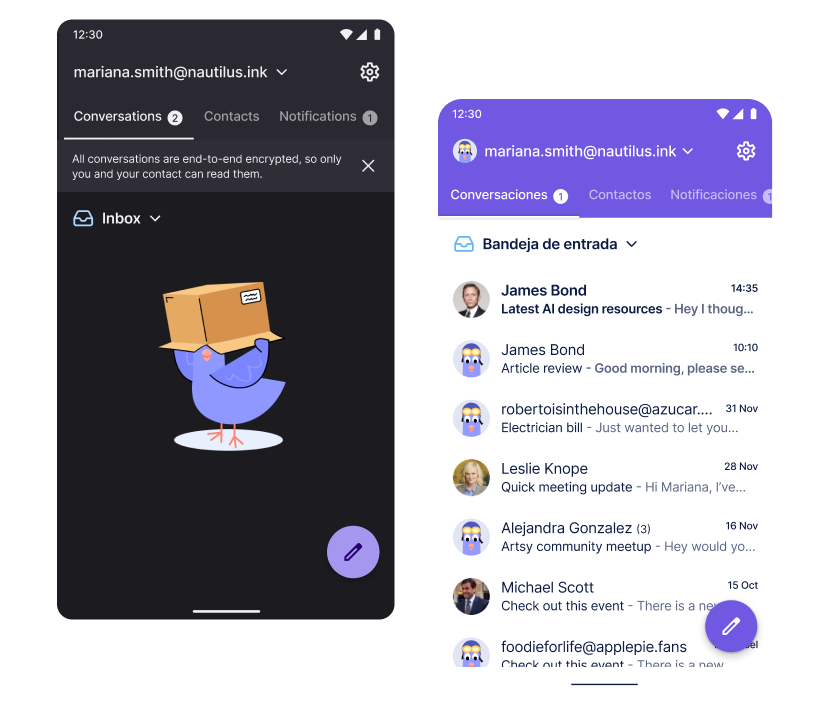 12:30
mariana.smith@nautilus.ink
Conversations 2 Contacts Notifications 1
All conversations are end-to-end encrypted, so only
you and your contact can read them.
Inbox
12:30
mariana.smith@nautilus.ink
Conversaciones 1 Contactos Notificaciones 1
Bandeja de entrada
James Bond 14:35
Latest AI design resources - Hey I thoug...
James Bond 10:10
Article review - Good morning, please se...
robertoisinthehouse@azucar.... 31 Nov
Electrician bill - Just wanted to let you...
Leslie Knope 28 Nov
Quick meeting update - Hi Mariana, I've...
Alejandra Gonzalez (3) 16 Nov
Artsy community meetup - Hey would yo...
Michael Scott 15 Oct
Check out this event - There is a
foodieforlife@applepie.fans
Check out this event - There is a new